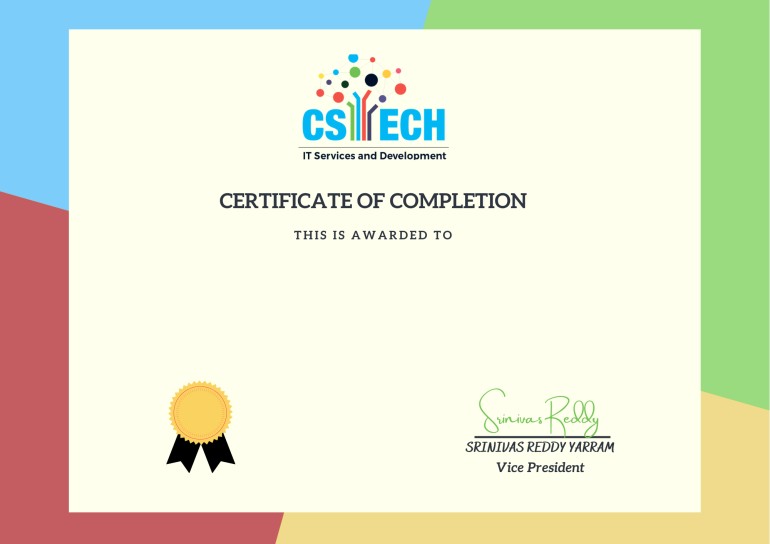 CSTECH
IT Services and Development
CERTIFICATE OF COMPLETION
THIS IS AWARDED TO
Srinivas Reddy
SRINIVAS REDDY YARRAM
Vice President